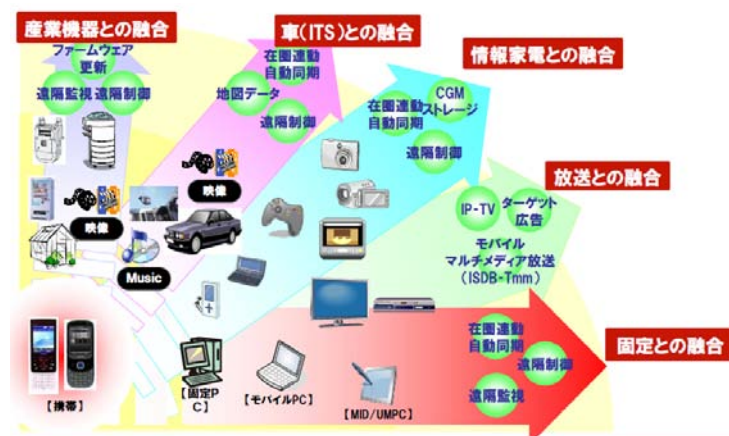 産業機器との融合
ファームウェア
更新
遠隔監視
遠隔制御
車(ITS)との融合
在圏連動
自動同期
地図データ
遠隔制御
情報家電との融合
在圏連動
自動同期
CGM
ストレージ
遠隔制御
放送との融合
IP-TV
ターゲット
広告
モバイル
マルチメディア放送
(ISDB-Tmm)
固定との融合
在圏連動
自動同期
遠隔制御
遠隔監視
映像
映像
Music
【携帯】
【固定P
C】
【モバイルPC】
【MID/UMPC】